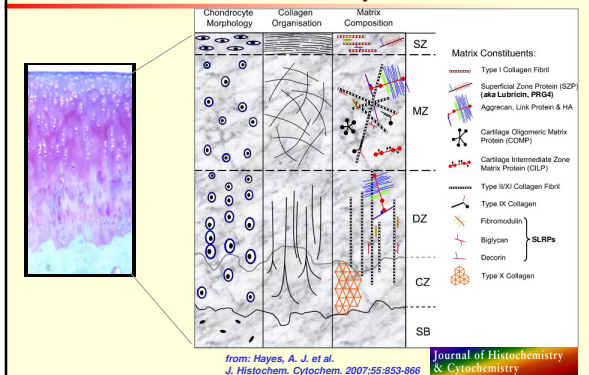 Chondrocyte
Morphology
Collagen
Organisation
Matrix
Composition
SZ
MZ
DZ
CZ
SB
Matrix Constituents:
Type I Collagen Fibril
Superficial Zone Protein (SZP)
(aka Lubricin, PRG4)
Aggrecan, Link Protein & HA
Cartilage Oligomeric Matrix
Protein (COMP)
Cartilage Intermediate Zone
Matrix Protein (CILP)
Type II/XI Collagen Fibril
Type IX Collagen
Fibromodulin
Biglycan
SLRPs
Decorin
Type X Collagen
from: Hayes, A. J. et al.
J. Histochem. Cytochem. 2007;55:853-866
Journal of Histochemistry
& Cytochemistry